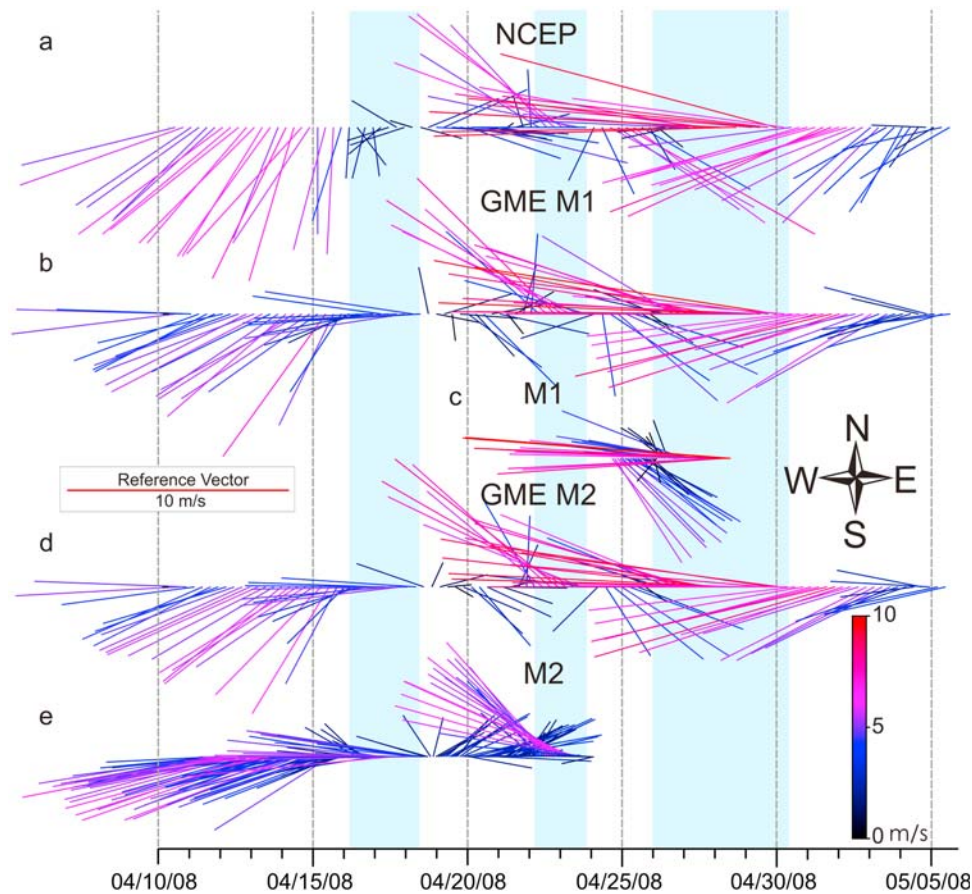 a
NCEP
GME M1
b
M1
c
N
Reference Vector
10 m/s
W E
GME M2
S
d
10
M2
5
e
0 m/s
04/10/08 04/15/08 04/20/08 04/25/08 04/30/08 05/05/08